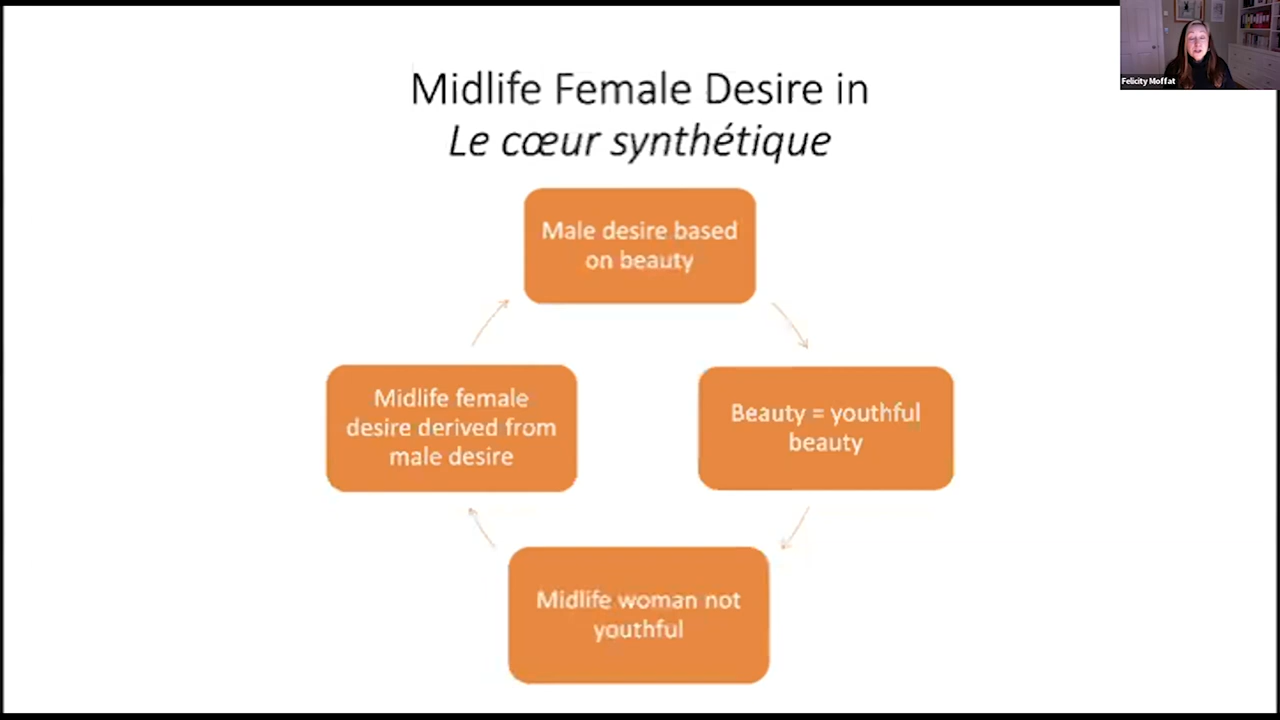 Felicity Moffat
Midlife Female Desire in
Le cœur synthétique
Male desire based
on beauty
Beauty = youthful
beauty
Midlife woman not
youthful
Midlife female
desire derived from
male desire